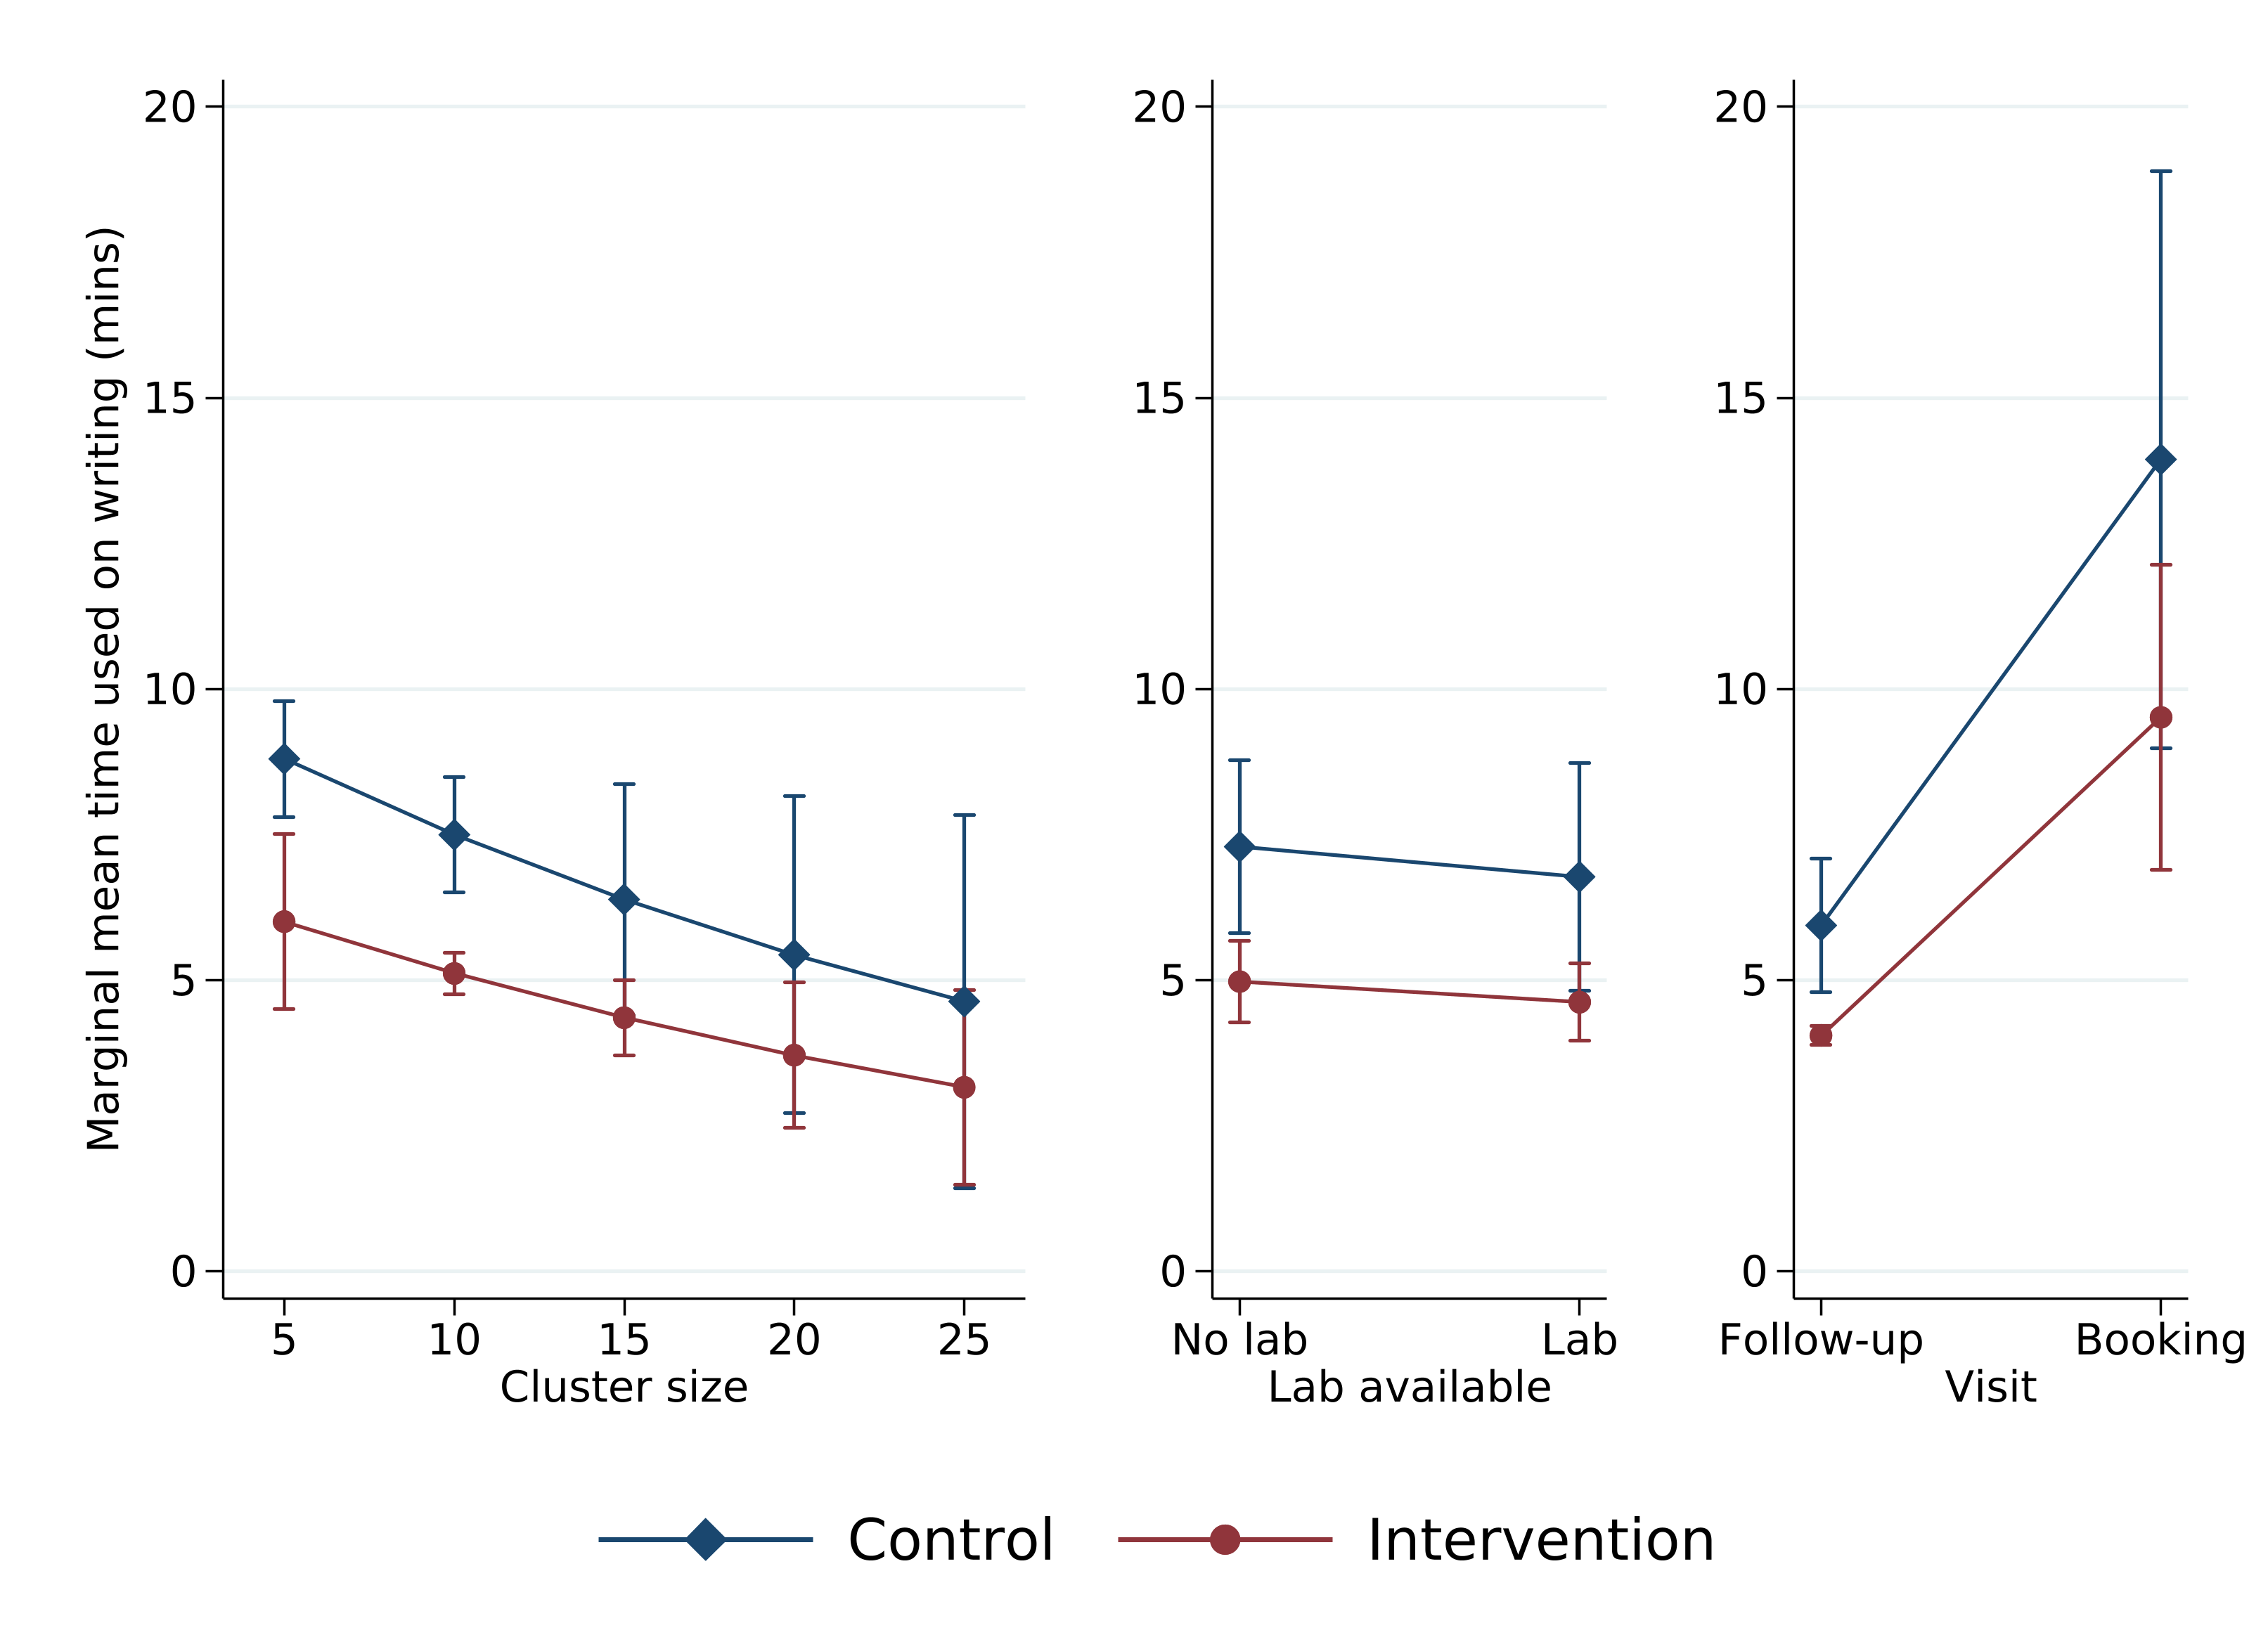 Marginal mean time used on writing (mins)
20
15
10
5
0
5 10 15 20 25
Cluster size
20
15
10
5
0
No lab Lab
Lab available
20
15
10
5
0
Follow-up Booking
Visit
Control Intervention